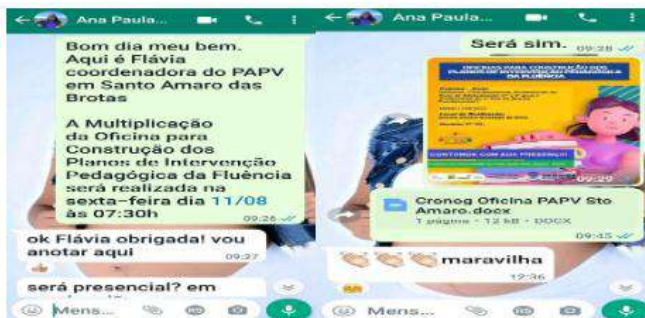 Ana Paula...
Bom dia meu bem.
Aqui é Flávia
coordenadora do PAPV
em Santo Amaro das
Brotas
A Multiplicação
da Oficina para
Construção dos
Planos de Intervenção
Pedagógica da Fluência
será realizada na
sexta-feira dia 11/08
às 07:30h
09:26
ok Flávia obrigada! vou
anotar aqui
09:27
será presencial? em
Mens...
Ana Paula...
Será sim.
09:28
OFICINAS PARA CONSTRUÇÃO DOS
PLANOS DE INTERVENÇÃO PEDAGÓGICA
DA FLUÊNCIA
CONTAMOS COM SUA PRESENÇA!
09:29
Cronog Oficina PAPV Sto
Amaro.docx
1 página • 12 kB • DOCX
09:45
maravilha
12:36
Mens...